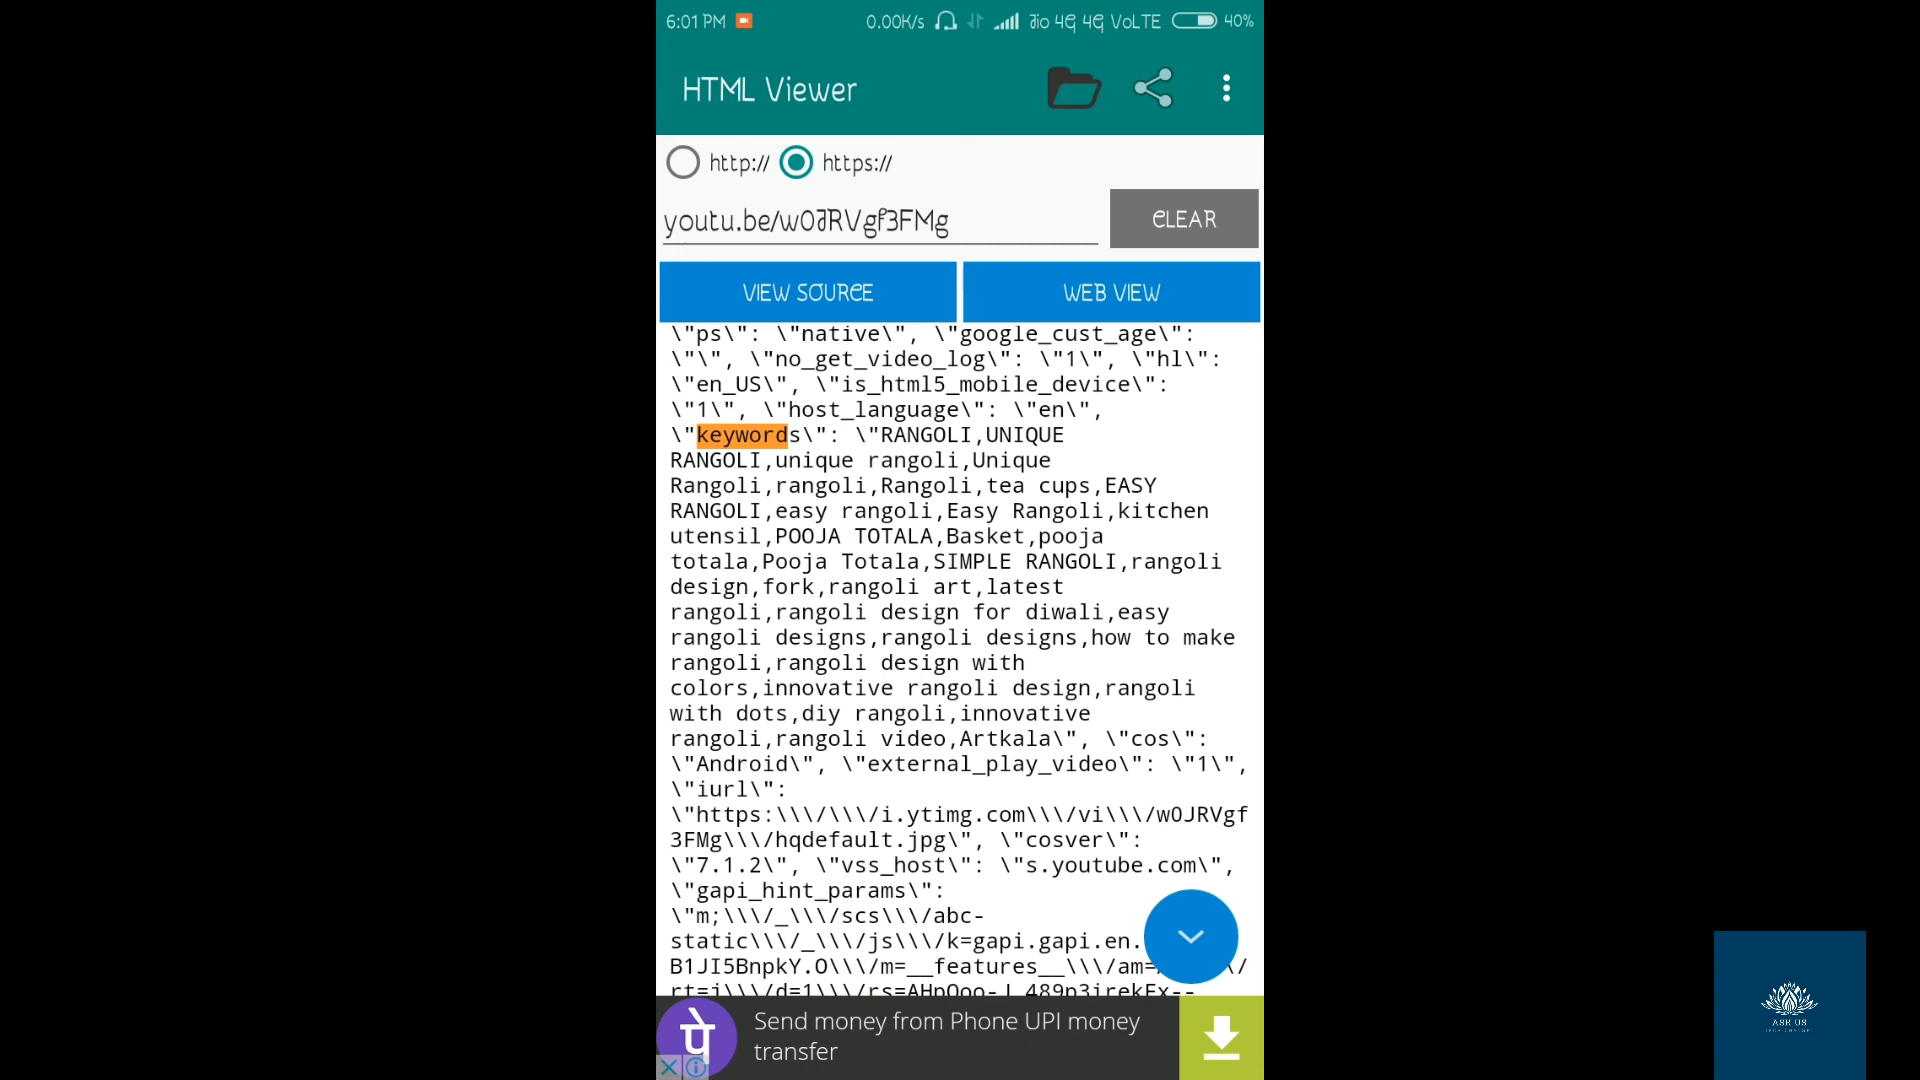 6:01 PM 0.00K/s Jio 4G 4G VoLTE 40%
HTML Viewer
http:// https://
youtu.be/w0JRVgf3FMg
CLEAR
VIEW SOURCE WEB VIEW
\"ps\": \"native\", \"google_cust_age\":
\"\", \"no_get_video_log\": \"1\", \"hl\":
\"en_US\", \"is_html5_mobile_device\":
\"1\", \"host_language\": \"en\",
\"keywords\": \"RANGOLI,UNIQUE
RANGOLI,unique rangoli,Unique
Rangoli,rangoli,Rangoli,tea cups,EASY
RANGOLI,easy rangoli,Easy Rangoli,kitchen
utensil,POOJA TOTALA,Basket,pooja
totala,Pooja Totala,SIMPLE RANGOLI,rangoli
design,fork,rangoli art,latest
rangoli,rangoli design for diwali,easy
rangoli designs,rangoli designs,how to make
rangoli,rangoli design with
colors,innovative rangoli design,rangoli
with dots,diy rangoli,innovative
rangoli,rangoli video,Artkala\", \"cos\":
\"Android\", \"external_play_video\": \"1\",
\"iurl\":
\"https:\\\/\\\/i.ytimg.com\\\/vi\\\/w0JRVgf
3FMg\\\/hqdefault.jpg\", \"cosver\":
\"7.1.2\", \"vss_host\": \"s.youtube.com\",
\"gapi_hint_params\":
\"m;\\\/_\\\/scs\\\/abc-
static\\\/_\\\/js\\\/k=gapi.gapi.en.
B1JI5BnpkY.O\\\/m=__features__\\\/am=
rt=j\\\/d=1\\\/rs=AHpOoo-
पे
Send money from Phone UPI money
transfer
ASK US